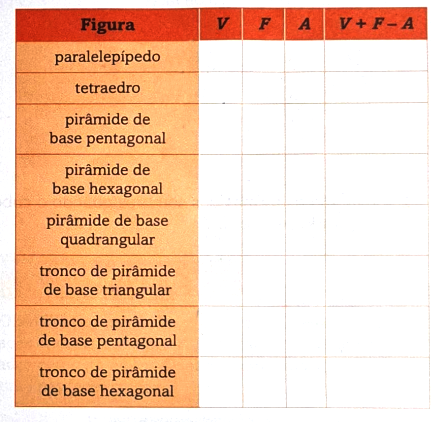 Figura V F A V + F – A
paralelepípedo
tetraedro
pirâmide de
base pentagonal
pirâmide de
base hexagonal
pirâmide de base
quadrangular
tronco de pirâmide
de base triangular
tronco de pirâmide
de base pentagonal
tronco de pirâmide
de base hexagonal